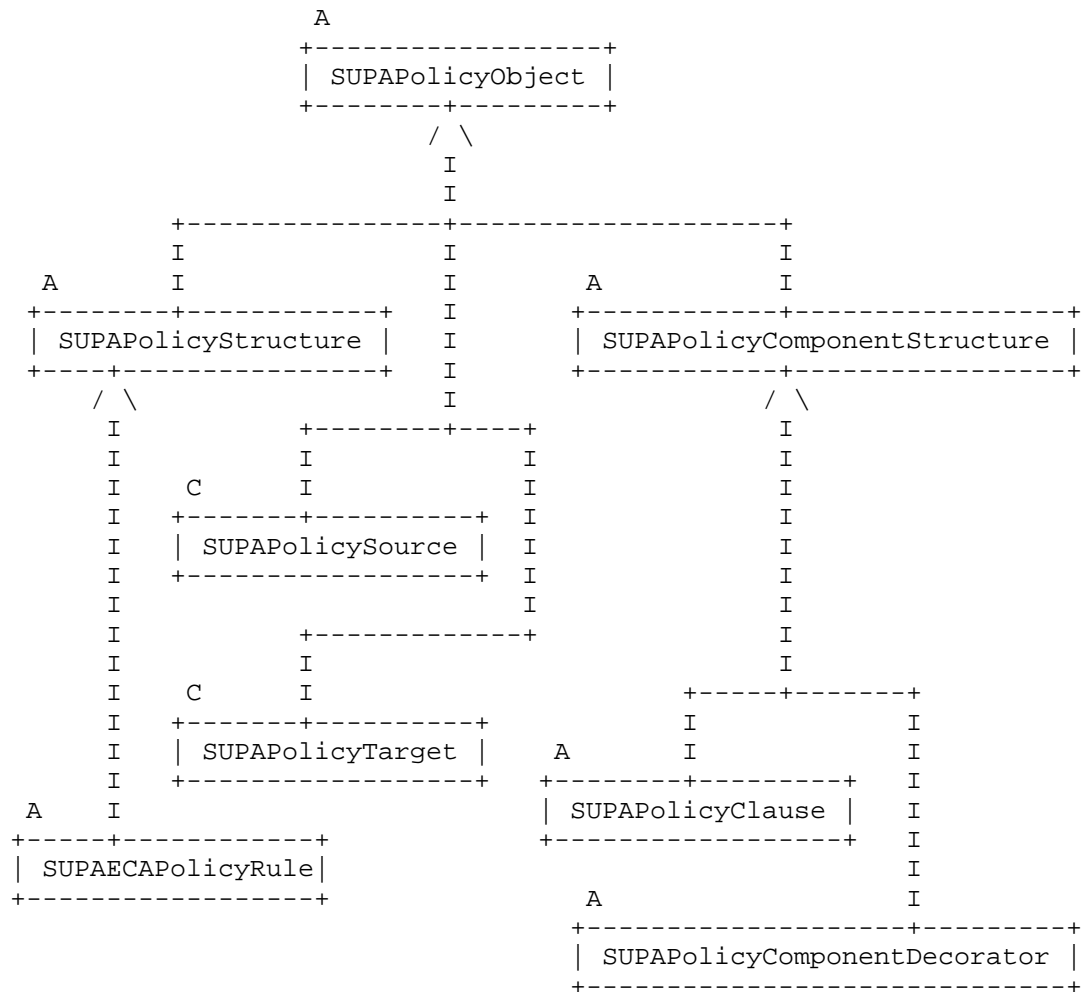 A
SUPAPolicyObject
A A
SUPAPolicyStructure SUPAPolicyComponentStructure
C
SUPAPolicySource
C
SUPAPolicyTarget A
A SUPAPolicyClause
SUPAECAPolicyRule
A
SUPAPolicyComponentDecorator